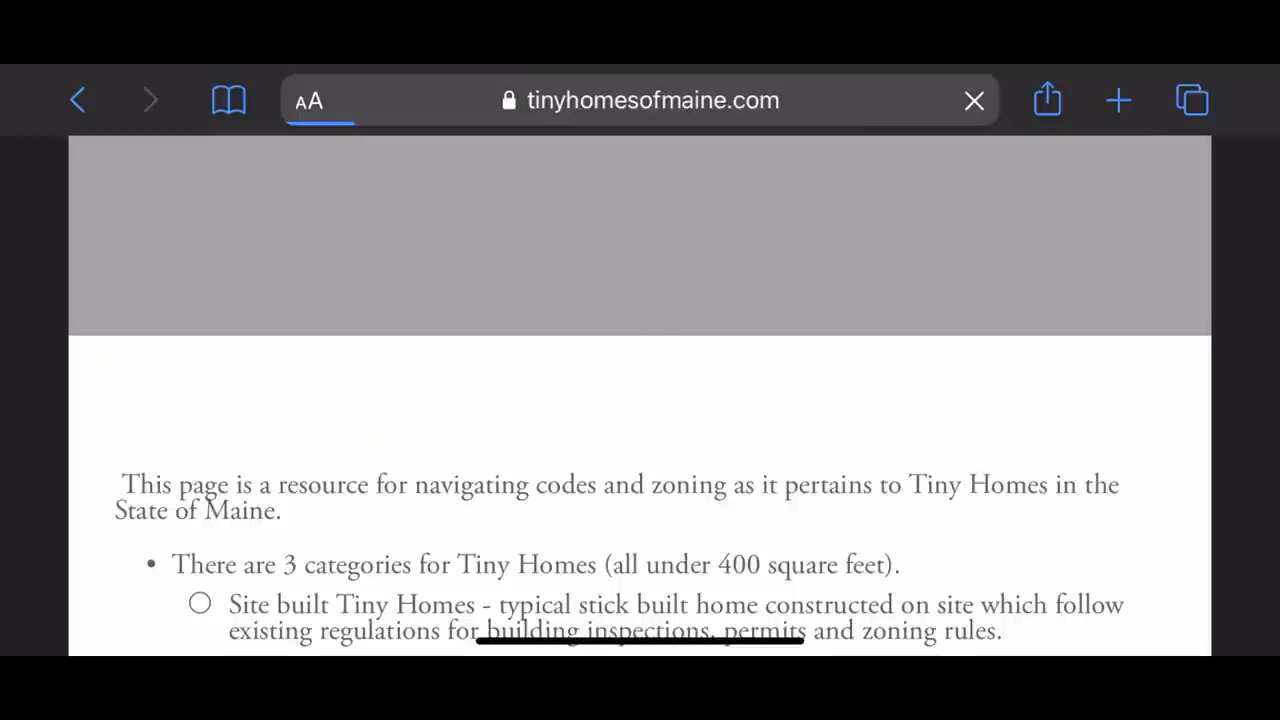 AA tinyhomesofmaine.com
This page is a resource for navigating codes and zoning as it pertains to Tiny Homes in the
State of Maine.
• There are 3 categories for Tiny Homes (all under 400 square feet).
○ Site built Tiny Homes - typical stick built home constructed on site which follow
existing regulations for building inspections, permits and zoning rules.